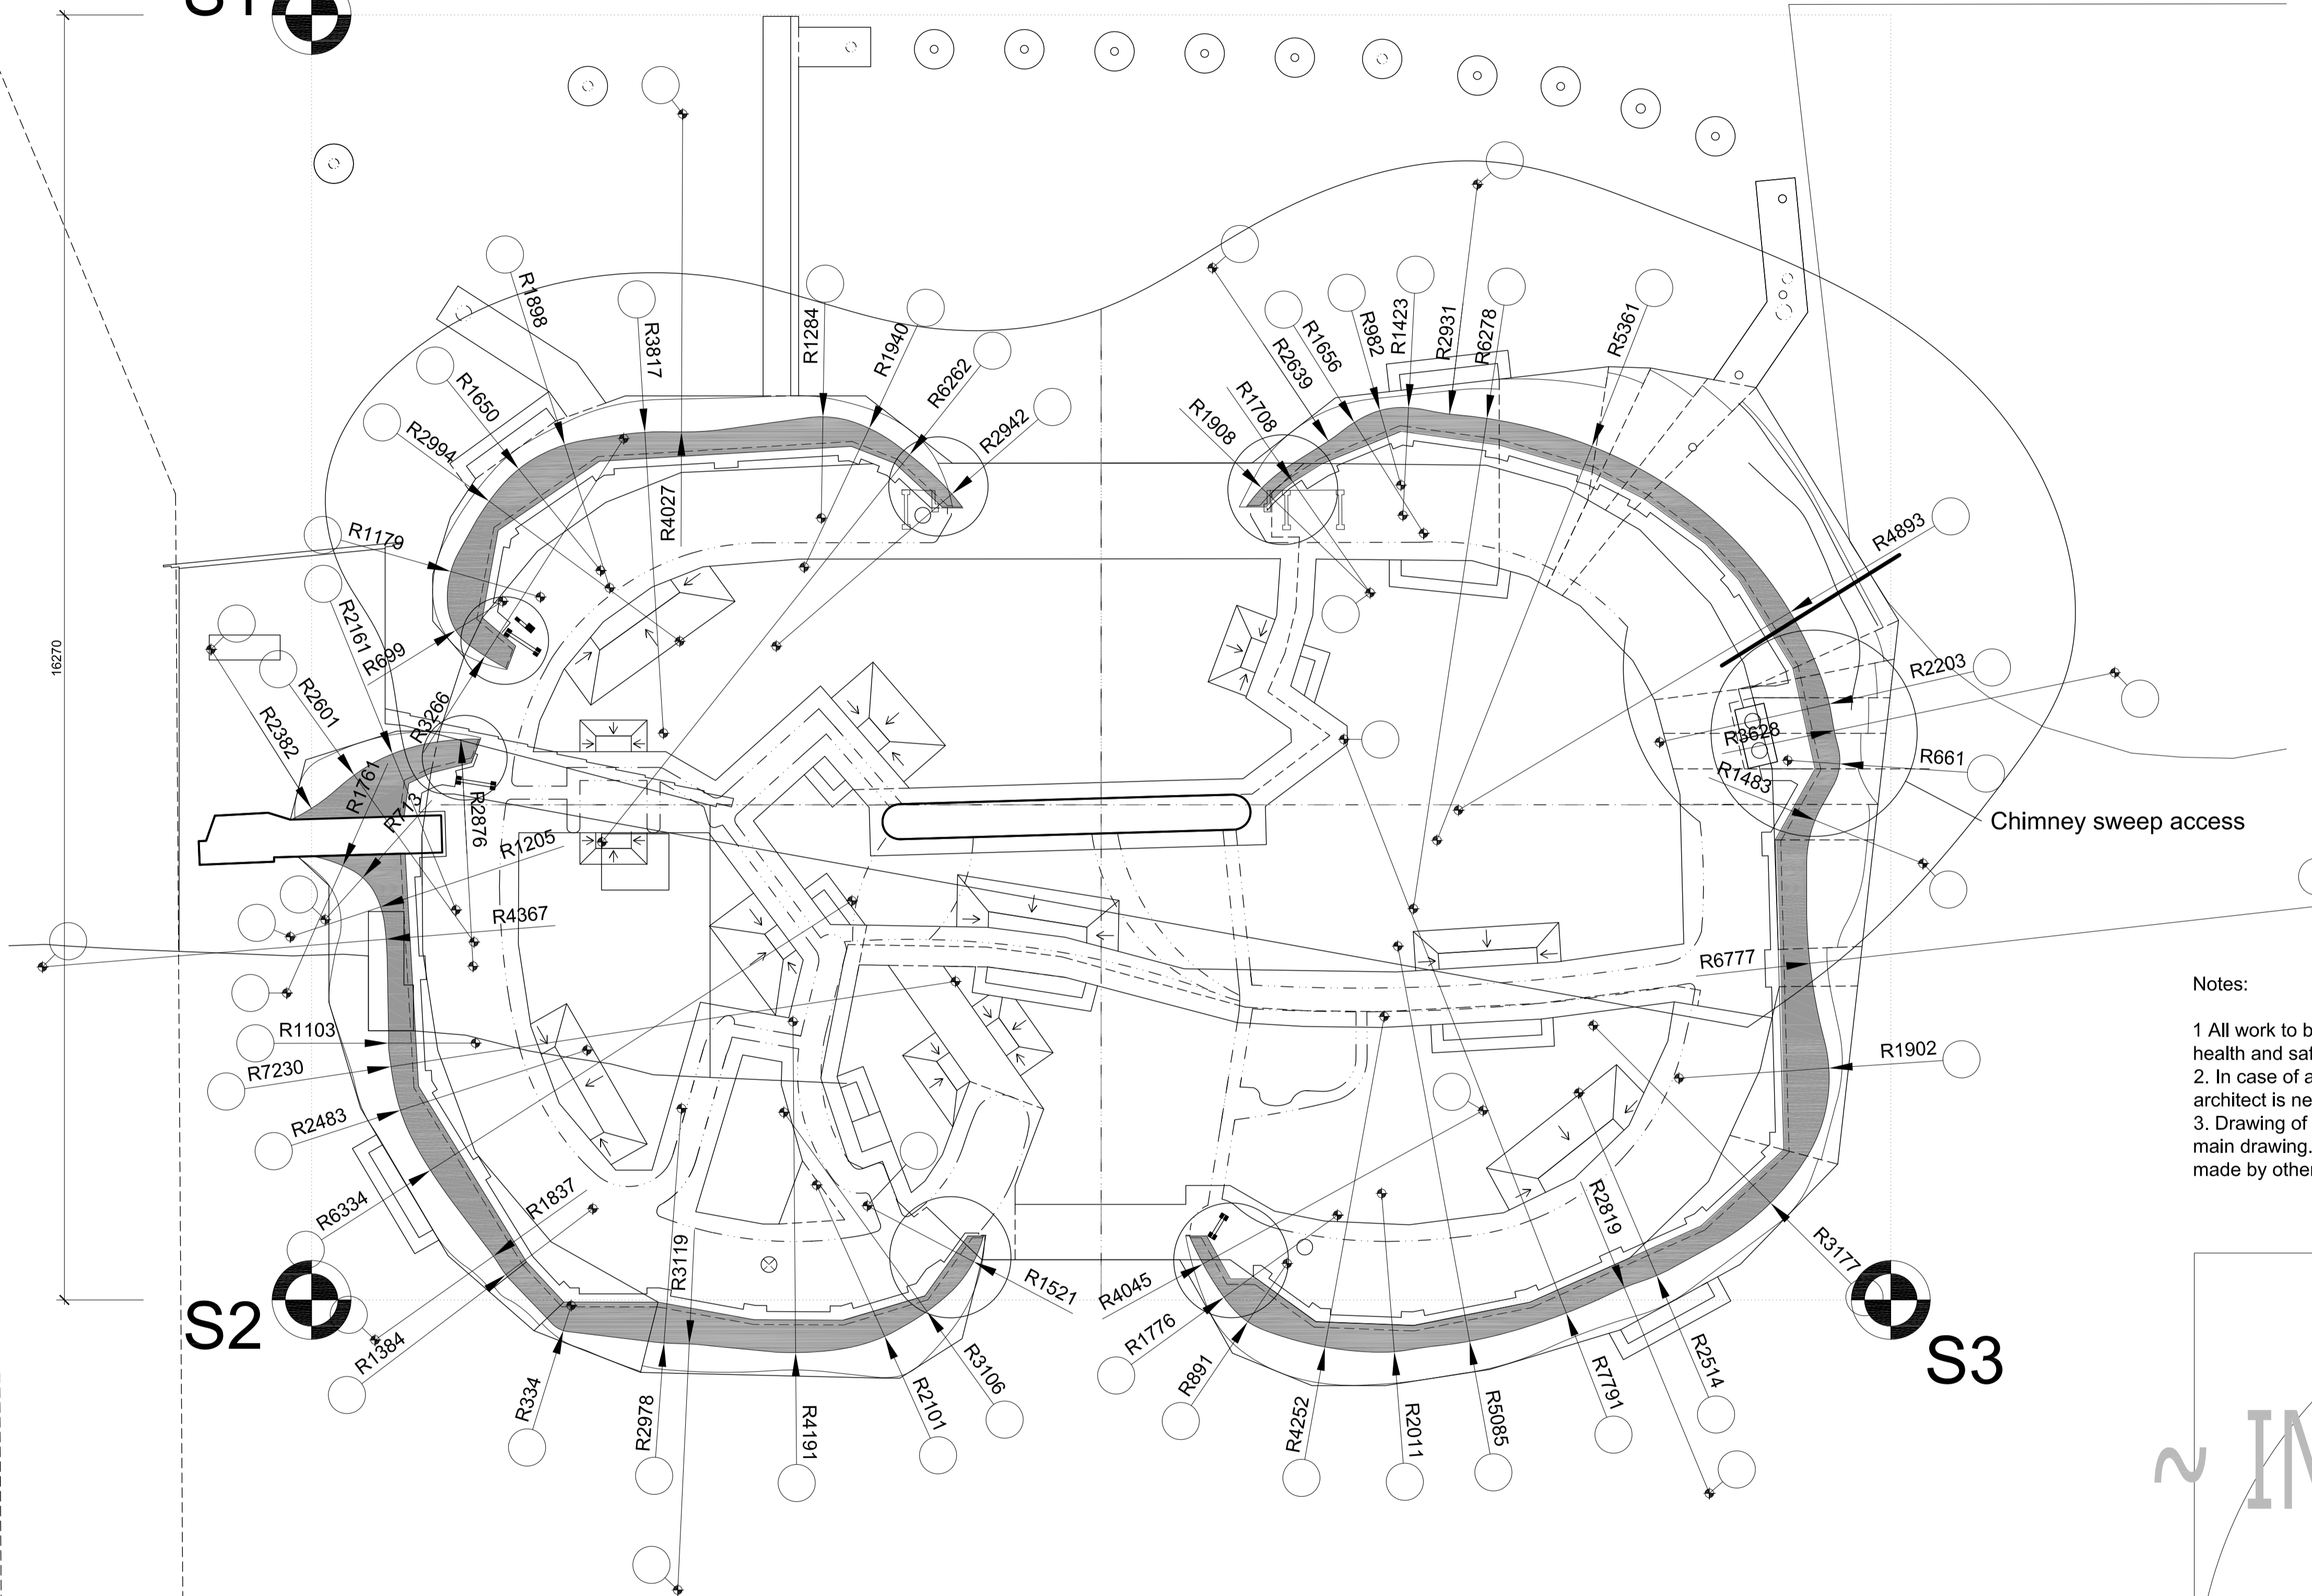 S1
16270
R1898
R3817
R1284
R1940
R6262
R2942
R1650
R2994
R4027
R1179
R2161
R699
R2601
R2382
R3266
R1761
R713
R2876
R1205
R4367
R1103
R7230
R2483
R6334
R1837
R1384
R334
R2978
R3119
R4191
R2101
R3106
R1521
R2639
R1656
R982
R1423
R2931
R6278
R5361
R1908
R1708
R4893
R2203
R3628
R661
R1483
Chimney sweep access
R6777
R1902
R3177
R2819
R2514
R7791
R5085
R2011
R4252
R891
R1776
R4045
S2
S3
Notes:
1 All work to b
health and saf
2. In case of a
architect is ne
3. Drawing of
main drawing.
made by other
~ IN